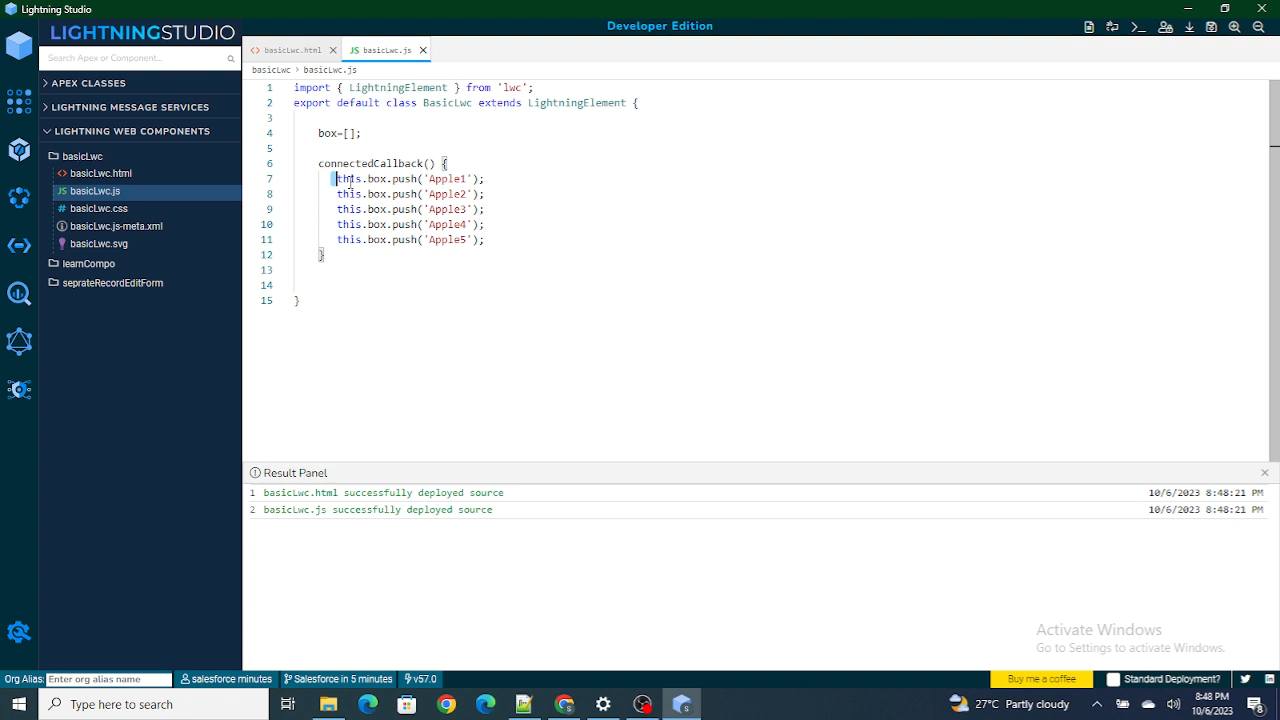 Lightning Studio
LIGHTNINGSTUDIO
Developer Edition
Search Apex or Component...
APEX CLASSES
LIGHTNING MESSAGE SERVICES
LIGHTNING WEB COMPONENTS
basicLwc
<> basicLwc.html
JS basicLwc.js
# basicLwc.css
basicLwc.js-meta.xml
basicLwc.svg
learnCompo
seprateRecordEditForm
<> basicLwc.html
JS basicLwc.js
basicLwc > basicLwc.js
1 import { LightningElement } from 'lwc';
2 export default class BasicLwc extends LightningElement {
3
4 box=[];
5
6 connectedCallback() {
7 this.box.push('Apple1');
8 this.box.push('Apple2');
9 this.box.push('Apple3');
10 this.box.push('Apple4');
11 this.box.push('Apple5');
12 }
13
14
15 }
Result Panel
1 basicLwc.html successfully deployed source 10/6/2023 8:48:21 PM
2 basicLwc.js successfully deployed source 10/6/2023 8:48:21 PM
Activate Windows
Go to Settings to activate Windows.
Org Alias: Enter org alias name salesforce minutes Salesforce in 5 minutes v57.0 Buy me a coffee Standard Deployment?
Type here to search
27°C Partly cloudy
8:48 PM
10/6/2023
8